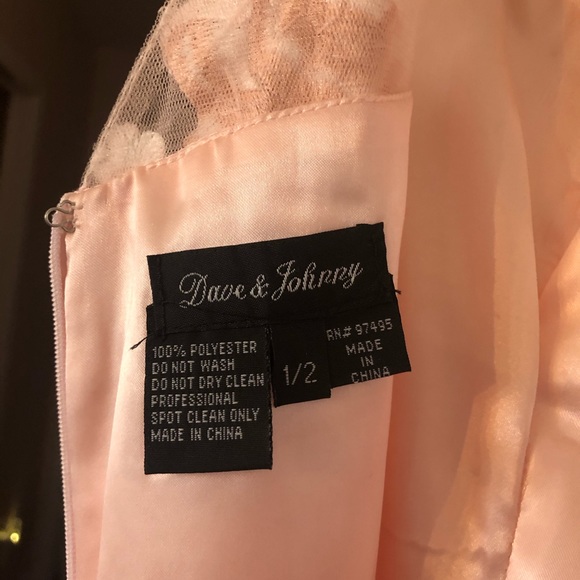 Dave & Johnny
100% POLYESTER
DO NOT WASH
DO NOT DRY CLEAN
PROFESSIONAL
SPOT CLEAN ONLY
MADE IN CHINA
1/2
RN# 97495
MADE
IN
CHINA